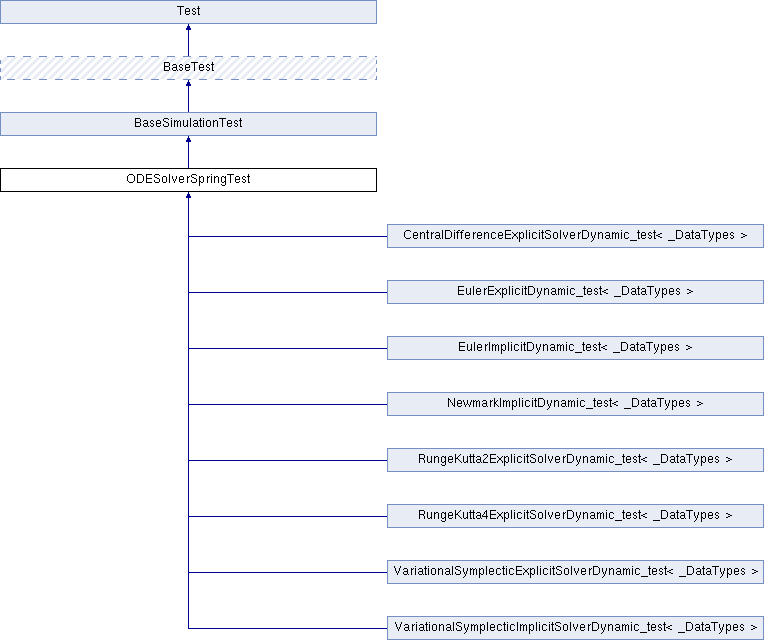 Test
BaseTest
BaseSimulationTest
ODESolverSpringTest
CentralDifferenceExplicitSolverDynamic_test< _DataTypes >
EulerExplicitDynamic_test< _DataTypes >
EulerImplicitDynamic_test< _DataTypes >
NewmarkImplicitDynamic_test< _DataTypes >
RungeKutta2ExplicitSolverDynamic_test< _DataTypes >
RungeKutta4ExplicitSolverDynamic_test< _DataTypes >
VariationalSymplecticExplicitSolverDynamic_test< _DataTypes >
VariationalSymplecticImplicitSolverDynamic_test< _DataTypes >